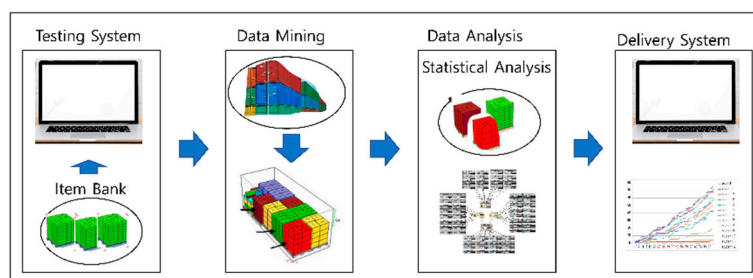 Testing System
Data Mining
Data Analysis
Delivery System
Statistical Analysis
Item Bank